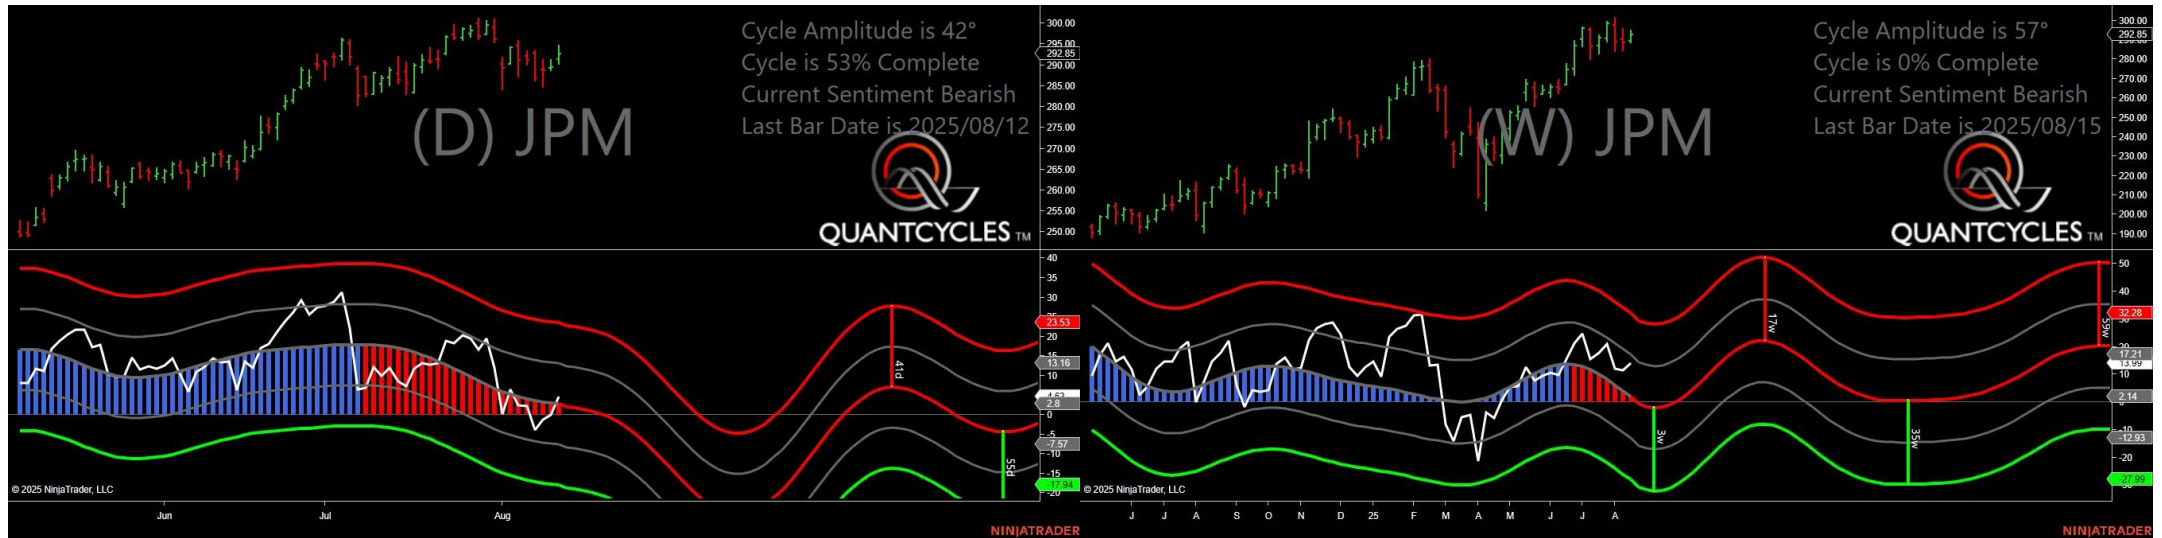 Cycle Amplitude is 42°
Cycle is 53% Complete
Current Sentiment Bearish
Last Bar Date is 2025/08/12
(D) JPM
QUANTCYCLES TM
300.00
295.00
292.85
290.00
285.00
280.00
275.00
270.00
265.00
260.00
255.00
250.00
40
35
30
25
23.53
20
15
13.16
10
4.62
2.8
0
-5
-7.57
-10
-15
-17.94
-20
41d
55d
© 2025 NinjaTrader, LLC
Jun
Jul
Aug
NINJATRADER
Cycle Amplitude is 57°
Cycle is 0% Complete
Current Sentiment Bearish
Last Bar Date is 2025/08/15
(W) JPM
QUANTCYCLES TM
300.00
292.85
280.00
270.00
260.00
250.00
240.00
230.00
220.00
210.00
200.00
190.00
50
40
32.28
20
17.21
13.99
10
2.14
-10
-12.93
-20
-27.99
3w
17w
35w
59w
© 2025 NinjaTrader, LLC
J
J
A
S
O
N
D
25
F
M
A
M
J
J
A
NINJATRADER